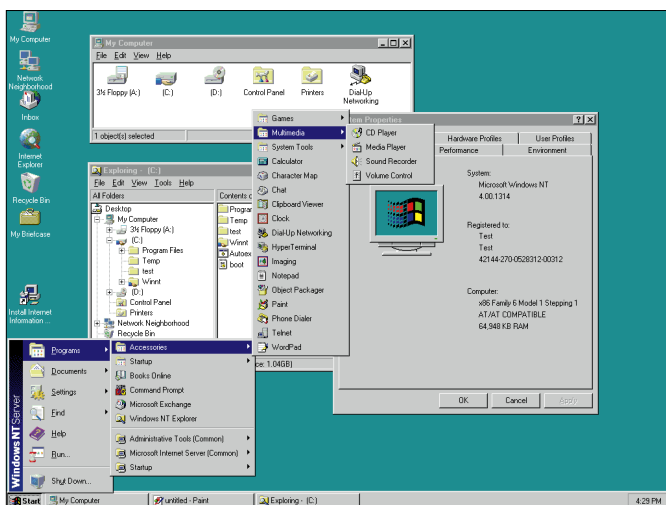 My Computer
Network
Neighborhood
Inbox
Internet
Explorer
Recycle Bin
My Briefcase
Install Internet
Information ...
My Computer
File Edit View Help
3½ Floppy (A:)
(C:)
(D:)
Control Panel
Printers
Dial-Up
Networking
1 object(s) selected
Exploring - (C:)
File Edit View Tools Help
All Folders
Contents o
Desktop
My Computer
3½ Floppy (A:)
(C:)
Program Files
Temp
test
Winnt
(D:)
Control Panel
Printers
Network Neighborhood
Recycle Bin
Program
Temp
test
Winnt
Autoex
boot
ce: 1.04GB)
Games
Multimedia
System Tools
Calculator
Character Map
Chat
Clipboard Viewer
Clock
Dial-Up Networking
HyperTerminal
Imaging
Notepad
Object Packager
Paint
Phone Dialer
Telnet
WordPad
CD Player
Media Player
Sound Recorder
Volume Control
tem Properties
Hardware Profiles
User Profiles
Performance
Environment
System:
Microsoft Windows NT
4.00.1314
Registered to:
Test
Test
42144-270-0528312-00312
Computer:
x86 Family 6 Model 1 Stepping 1
AT/AT COMPATIBLE
64,948 KB RAM
OK
Cancel
Apply
Windows NT Server
Programs
Documents
Settings
Find
Help
Run...
Shut Down...
Accessories
Startup
Books Online
Command Prompt
Microsoft Exchange
Windows NT Explorer
Administrative Tools (Common)
Microsoft Internet Server (Common)
Startup
Start
My Computer
untitled - Paint
Exploring - (C:)
4:29 PM